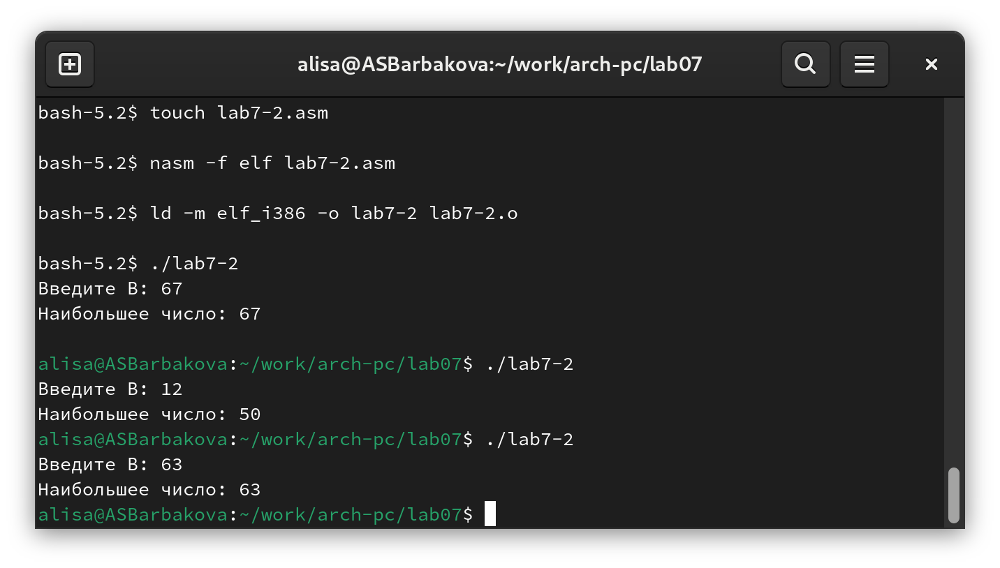 alisa@ASBarbakova:~/work/arch-pc/lab07
bash-5.2$ touch lab7-2.asm
bash-5.2$ nasm -f elf lab7-2.asm
bash-5.2$ ld -m elf_i386 -o lab7-2 lab7-2.o
bash-5.2$ ./lab7-2
Введите В: 67
Наибольшее число: 67
alisa@ASBarbakova:~/work/arch-pc/lab07$ ./lab7-2
Введите В: 12
Наибольшее число: 50
alisa@ASBarbakova:~/work/arch-pc/lab07$ ./lab7-2
Введите В: 63
Наибольшее число: 63
alisa@ASBarbakova:~/work/arch-pc/lab07$